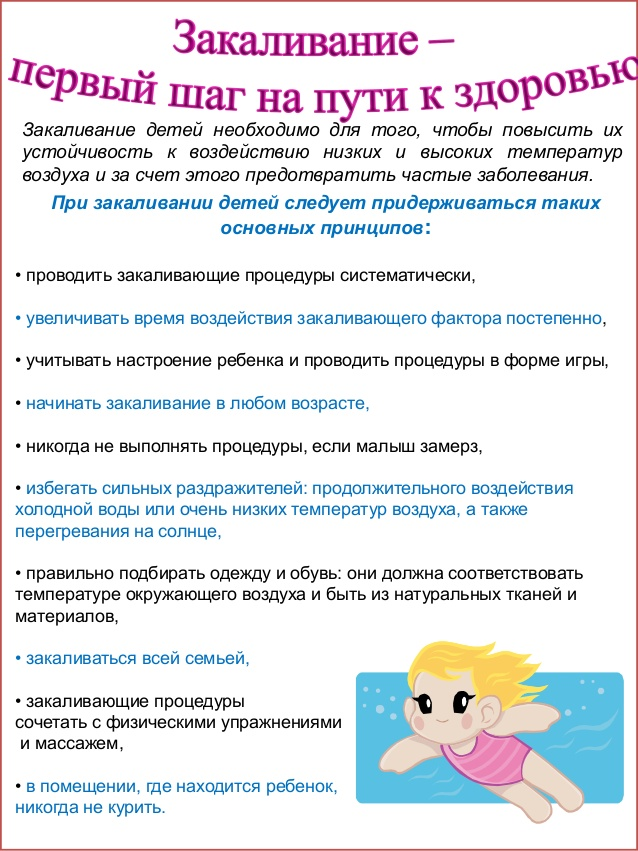 Закаливание –
первый шаг на пути к здоровью
Закаливание детей необходимо для того, чтобы повысить их
устойчивость к воздействию низких и высоких температур
воздуха и за счет этого предотвратить частые заболевания.
При закаливании детей следует придерживаться таких
основных принципов:
• проводить закаливающие процедуры систематически,
• увеличивать время воздействия закаливающего фактора постепенно,
• учитывать настроение ребенка и проводить процедуры в форме игры,
• начинать закаливание в любом возрасте,
• никогда не выполнять процедуры, если малыш замерз,
• избегать сильных раздражителей: продолжительного воздействия
холодной воды или очень низких температур воздуха, а также
перегревания на солнце,
• правильно подбирать одежду и обувь: они должна соответствовать
температуре окружающего воздуха и быть из натуральных тканей и
материалов,
• закаливаться всей семьей,
• закаливающие процедуры
сочетать с физическими упражнениями
и массажем,
• в помещении, где находится ребенок,
никогда не курить.